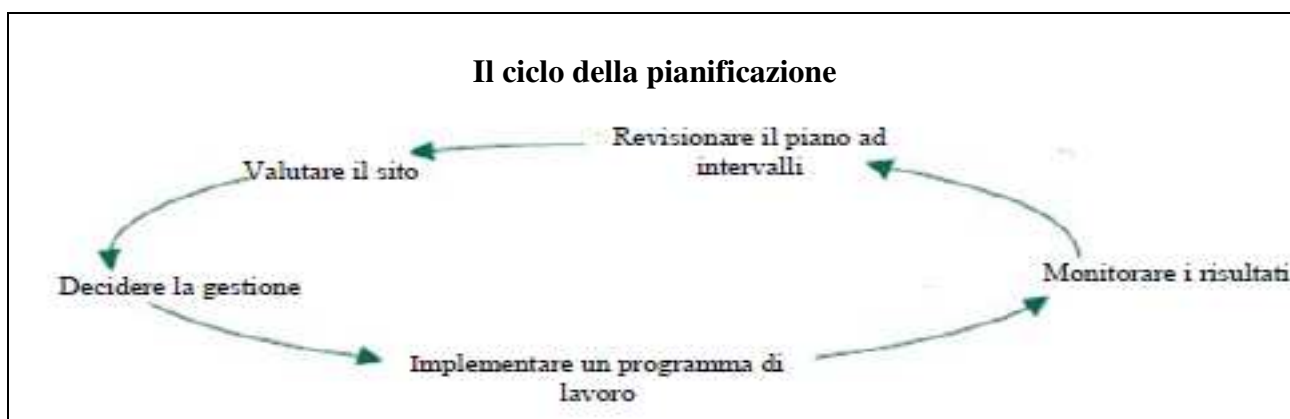 Il ciclo della pianificazione
Revisionare il piano ad
intervalli
Valutare il sito
Decidere la gestione
Monitorare i risultati
Implementare un programma di
lavoro